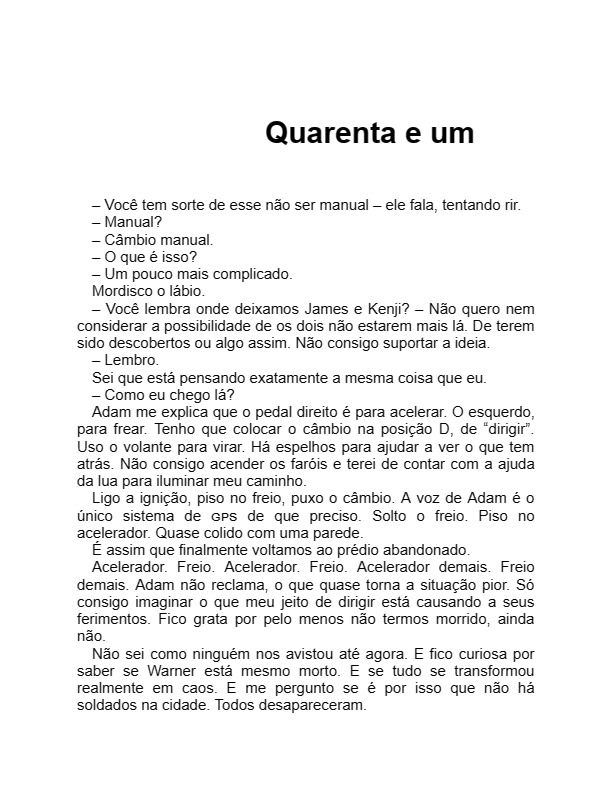 Quarenta e um
– Você tem sorte de esse não ser manual – ele fala, tentando rir.
– Manual?
– Câmbio manual.
– O que é isso?
– Um pouco mais complicado.
Mordisco o lábio.
– Você lembra onde deixamos James e Kenji? – Não quero nem
considerar a possibilidade de os dois não estarem mais lá. De terem
sido descobertos ou algo assim. Não consigo suportar a ideia.
– Lembro.
Sei que está pensando exatamente a mesma coisa que eu.
– Como eu chego lá?
Adam me explica que o pedal direito é para acelerar. O esquerdo,
para frear. Tenho que colocar o câmbio na posição D, de “dirigir”.
Uso o volante para virar. Há espelhos para ajudar a ver o que tem
atrás. Não consigo acender os faróis e terei de contar com a ajuda
da lua para iluminar meu caminho.
Ligo a ignição, piso no freio, puxo o câmbio. A voz de Adam é o
único sistema de GPS de que preciso. Solto o freio. Piso no
acelerador. Quase colido com uma parede.
É assim que finalmente voltamos ao prédio abandonado.
Acelerador. Freio. Acelerador. Freio. Acelerador demais. Freio
demais. Adam não reclama, o que quase torna a situação pior. Só
consigo imaginar o que meu jeito de dirigir está causando a seus
ferimentos. Fico grata por pelo menos não termos morrido, ainda
não.
Não sei como ninguém nos avistou até agora. E fico curiosa por
saber se Warner está mesmo morto. E se tudo se transformou
realmente em caos. E me pergunto se é por isso que não há
soldados na cidade. Todos desapareceram.